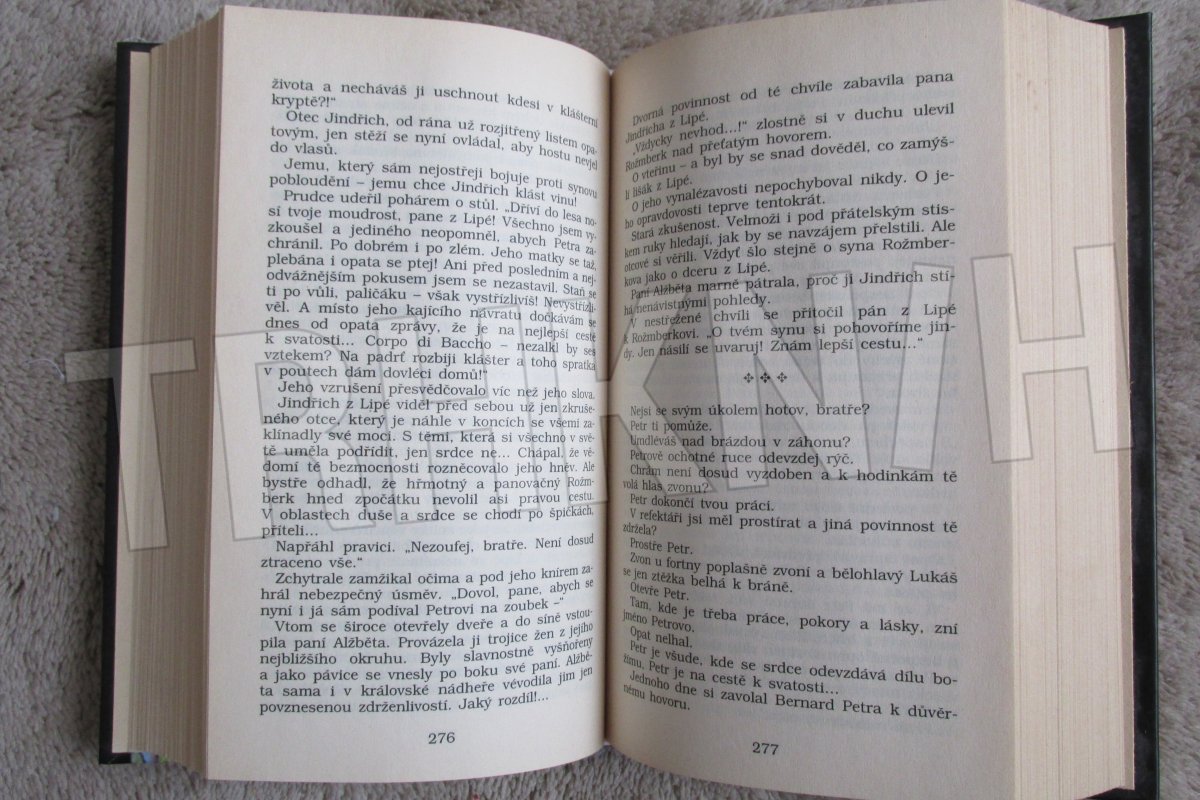 života a necháváš ji uschnout kdesi v klášterní
kryptě?!“
Otec Jindřich, od rána už rozjitřený listem opa-
tovým, jen stěží se nyní ovládal, aby hostu nevjel
do vlasů.
Jemu, který sám nejostřeji bojuje proti synovu
pobloudění – jemu chce Jindřich klást vinu!
Prudce udeřil pohárem o stůl. „Dříví do lesa no-
sí tvoje moudrost, pane z Lipé! Všechno jsem vy-
zkoušel a jediného neopomněl, abych Petra za-
chránil. Po dobrém i po zlém. Jeho matky se taž,
plebána i opata se ptej! Ani před posledním a nej-
odvážnějším pokusem jsem se nezastavil. Staň se
ti po vůli, paličáku – však vystřízlivíš! Nevystřízli-
věl. A místo jeho kajícího návratu dočkávám se
dnes od opata zprávy, že je na nejlepší cestě
k svatosti... Corpo di Baccho – nezalkl by ses
vztekem? Na padrť rozbiji klášter a toho spratka
v poutech dám dovléci domů!“
Jeho vzrušení přesvědčovalo víc než jeho slova.
Jindřich z Lipé viděl před sebou už jen zkruše-
ného otce, který je náhle v koncích se všemi za-
klínadly své moci. S těmi, která si všechno v svě-
tě uměla podřídit, jen srdce ne... Chápal, že vě-
domí té bezmocnosti rozněcovalo jeho hněv. Ale
bystře odhadl, že hřmotný a panovačný Rožm-
berk hned zpočátku nevolil asi pravou cestu.
V oblastech duše a srdce se chodí po špičkách,
příteli...
Napřáhl pravici. „Nezoufej, bratře. Není dosud
ztraceno vše.“
Zchytrale zamžikal očima a pod jeho knírem za-
hrál nebezpečný úsměv. „Dovol, pane, abych se
nyní i já sám podíval Petrovi na zoubek –“
Vtom se široce otevřely dveře a do síně vstou-
pila paní Alžběta. Provázela ji trojice žen z jejího
nejbližšího okruhu. Byly slavnostně vyšňořeny
a jako pávice se vnesly po boku své paní. Alžbě-
ta sama i v královské nádheře vévodila jim jen
povznesenou zdrženlivostí. Jaký rozdíl!...
276
Dvorná povinnost od té chvíle zabavila pana
Jindřicha z Lipé.
„Vždycky nevhod...!“ zlostně si v duchu ulevil
Rožmberk nad přeťatým hovorem.
O vteřinu – a byl by se snad dověděl, co zamýš-
lí lišák z Lipé.
O jeho vynalézavosti nepochyboval nikdy. O je-
ho opravdovosti teprve tentokrát.
Stará zkušenost. Velmoži i pod přátelským stis-
kem ruky hledají, jak by se navzájem přelstili. Ale
otcové si věřili. Vždyť šlo stejně o syna Rožmber-
kova jako o dceru z Lipé.
Paní Alžběta marně pátrala, proč ji Jindřich stí-
há nenávistnými pohledy.
V nestřežené chvíli se přitočil pán z Lipé
k Rožmberkovi. „O tvém synu si pohovoříme jin-
dy. Jen násilí se uvaruj! Znám lepší cestu...“
Nejsi se svým úkolem hotov, bratře?
Petr ti pomůže.
Umdléváš nad brázdou v záhonu?
Petrově ochotné ruce odevzdej rýč.
Chrám není dosud vyzdoben a k hodinkám tě
volá hlas zvonu?
Petr dokončí tvou práci.
V refektáři jsi měl prostírat a jiná povinnost tě
zdržela?
Prostře Petr.
Zvon u fortny poplašně zvoní a bělohlavý Lukáš
se jen ztěžka belhá k bráně.
Otevře Petr.
Tam, kde je třeba práce, pokory a lásky, zní
jméno Petrovo.
Opat nelhal.
Petr je všude, kde se srdce odevzdává dílu bo-
žímu. Petr je na cestě k svatosti...
Jednoho dne si zavolal Bernard Petra k důvěr-
nému hovoru.
277
TRHKNIH